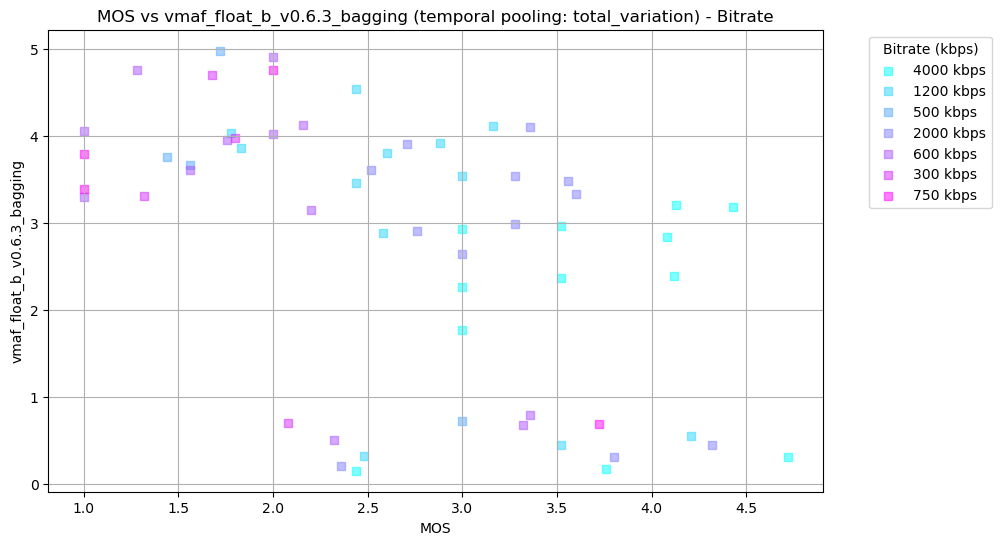 MOS vs vmaf_float_b_v0.6.3_bagging (temporal pooling: total_variation) - Bitrate
Bitrate (kbps)
4000 kbps
1200 kbps
500 kbps
2000 kbps
600 kbps
300 kbps
750 kbps
vmaf_float_b_v0.6.3_bagging
5
4
3
2
1
0
1.0 1.5 2.0 2.5 3.0 3.5 4.0 4.5
MOS